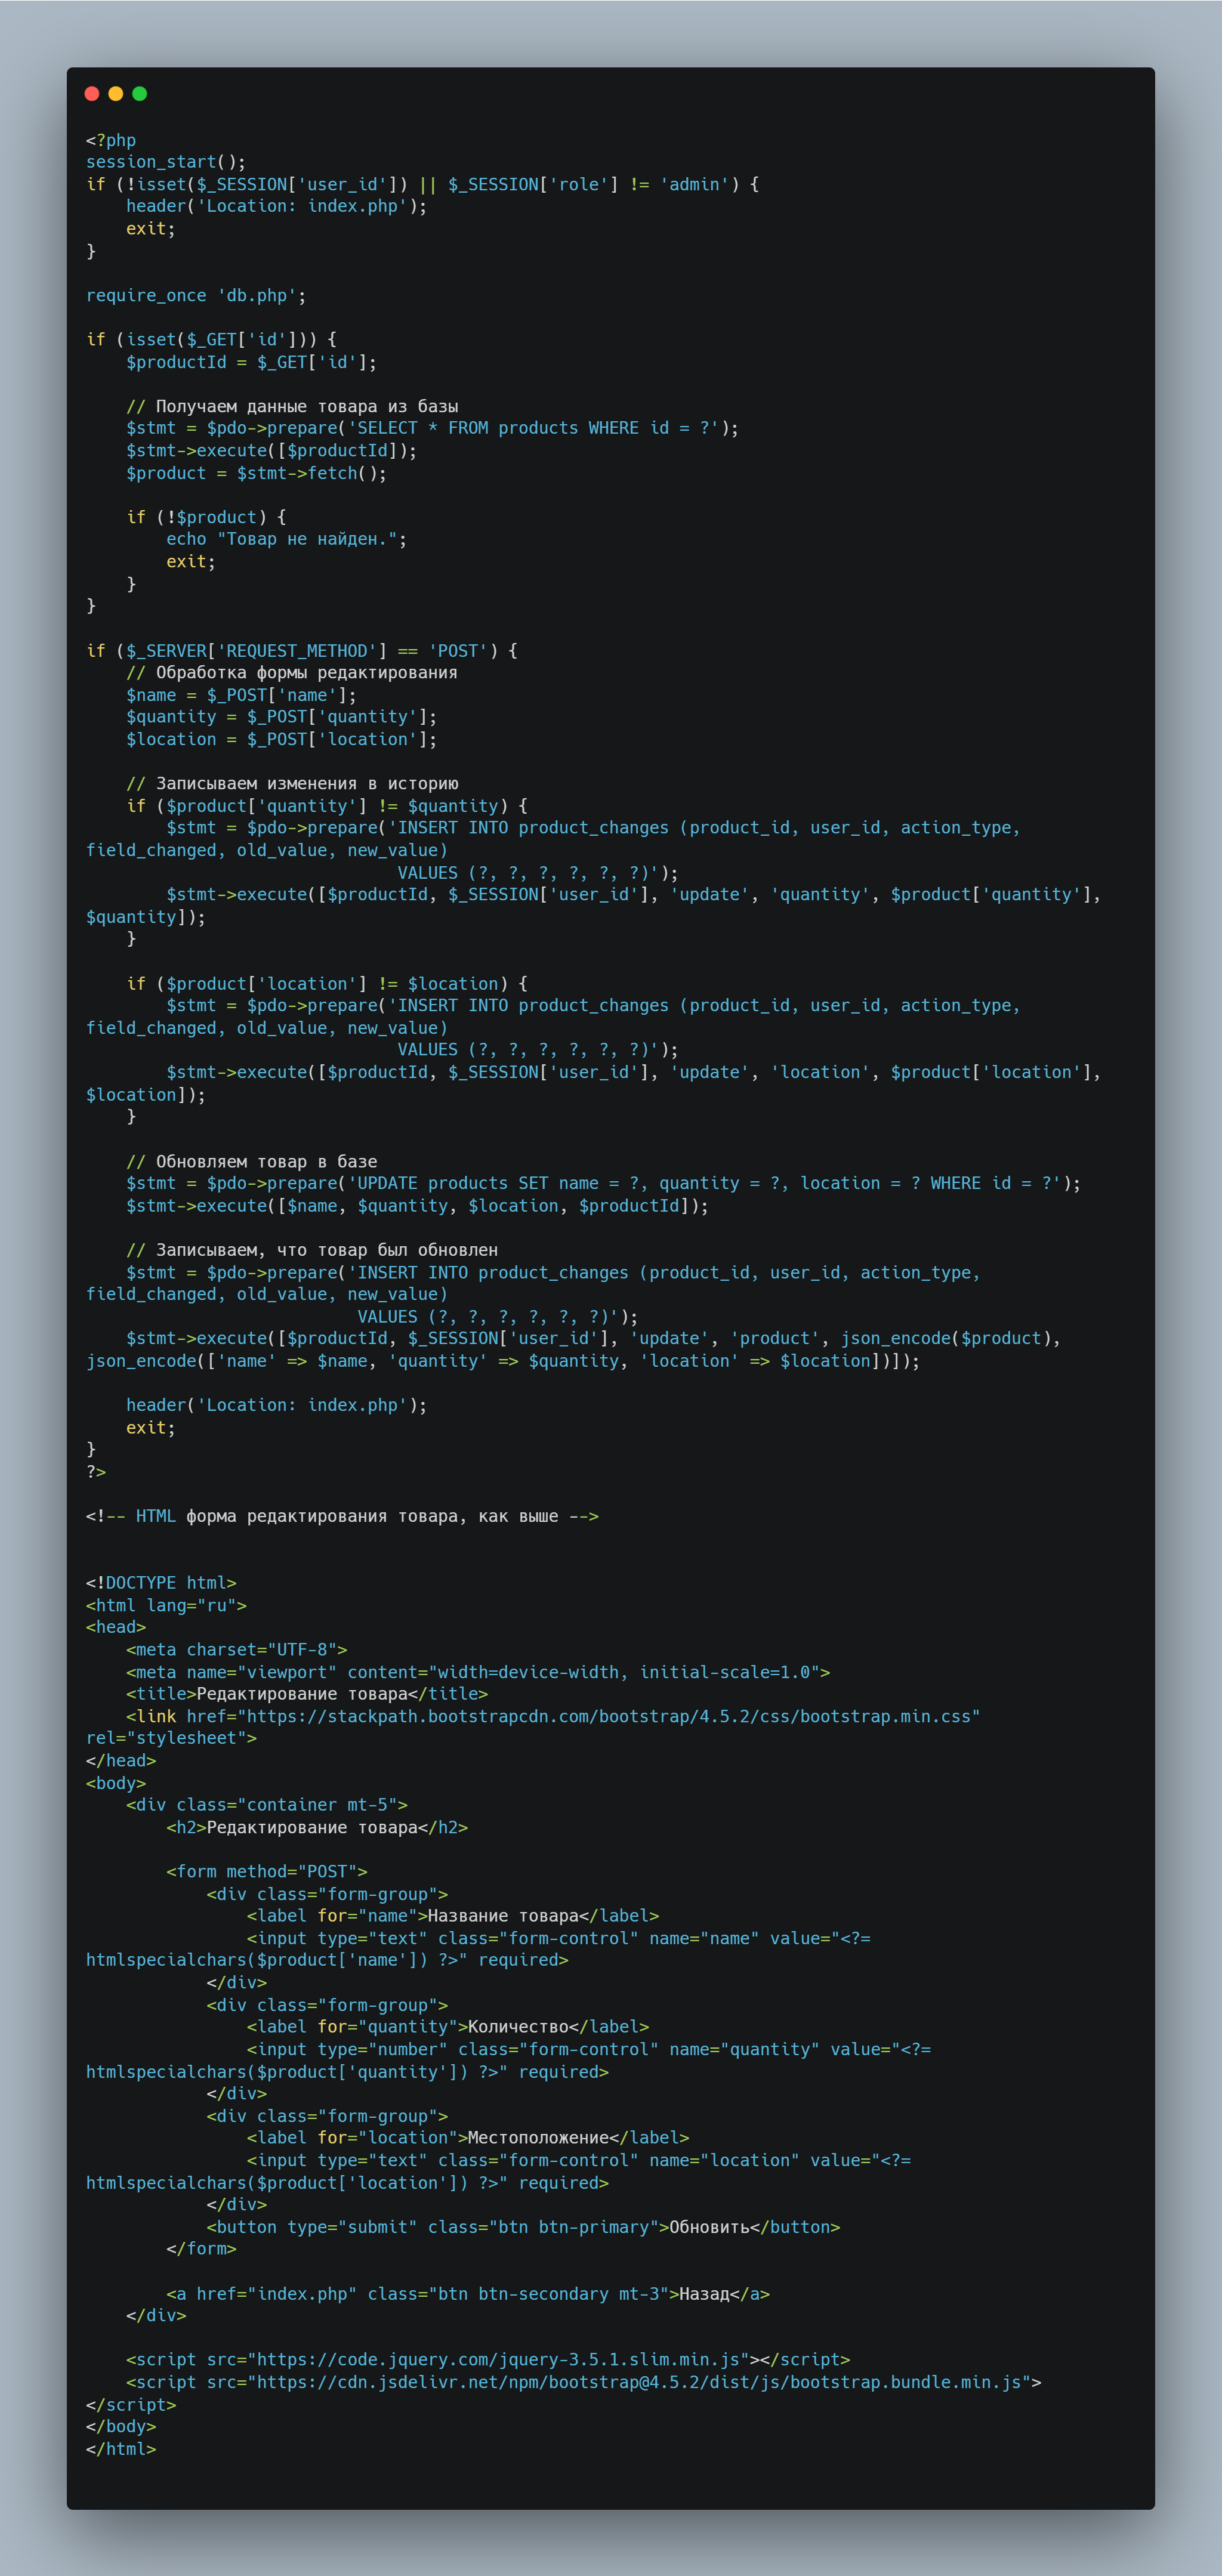 <?php
session_start();
if (!isset($_SESSION['user_id']) || $_SESSION['role'] != 'admin') {
    header('Location: index.php');
    exit;
}

require_once 'db.php';

if (isset($_GET['id'])) {
    $productId = $_GET['id'];

    // Получаем данные товара из базы
    $stmt = $pdo->prepare('SELECT * FROM products WHERE id = ?');
    $stmt->execute([$productId]);
    $product = $stmt->fetch();

    if (!$product) {
        echo "Товар не найден.";
        exit;
    }
}

if ($_SERVER['REQUEST_METHOD'] == 'POST') {
    // Обработка формы редактирования
    $name = $_POST['name'];
    $quantity = $_POST['quantity'];
    $location = $_POST['location'];

    // Записываем изменения в историю
    if ($product['quantity'] != $quantity) {
        $stmt = $pdo->prepare('INSERT INTO product_changes (product_id, user_id, action_type,
field_changed, old_value, new_value)
                               VALUES (?, ?, ?, ?, ?, ?)');
        $stmt->execute([$productId, $_SESSION['user_id'], 'update', 'quantity', $product['quantity'],
$quantity]);
    }

    if ($product['location'] != $location) {
        $stmt = $pdo->prepare('INSERT INTO product_changes (product_id, user_id, action_type,
field_changed, old_value, new_value)
                               VALUES (?, ?, ?, ?, ?, ?)');
        $stmt->execute([$productId, $_SESSION['user_id'], 'update', 'location', $product['location'],
$location]);
    }

    // Обновляем товар в базе
    $stmt = $pdo->prepare('UPDATE products SET name = ?, quantity = ?, location = ? WHERE id = ?');
    $stmt->execute([$name, $quantity, $location, $productId]);

    // Записываем, что товар был обновлен
    $stmt = $pdo->prepare('INSERT INTO product_changes (product_id, user_id, action_type,
field_changed, old_value, new_value)
                           VALUES (?, ?, ?, ?, ?, ?)');
    $stmt->execute([$productId, $_SESSION['user_id'], 'update', 'product', json_encode($product),
json_encode(['name' => $name, 'quantity' => $quantity, 'location' => $location])]);

    header('Location: index.php');
    exit;
}
?>

<!-- HTML форма редактирования товара, как выше -->


<!DOCTYPE html>
<html lang="ru">
<head>
    <meta charset="UTF-8">
    <meta name="viewport" content="width=device-width, initial-scale=1.0">
    <title>Редактирование товара</title>
    <link href="https://stackpath.bootstrapcdn.com/bootstrap/4.5.2/css/bootstrap.min.css"
rel="stylesheet">
</head>
<body>
    <div class="container mt-5">
        <h2>Редактирование товара</h2>

        <form method="POST">
            <div class="form-group">
                <label for="name">Название товара</label>
                <input type="text" class="form-control" name="name" value="<?=
htmlspecialchars($product['name']) ?>" required>
            </div>
            <div class="form-group">
                <label for="quantity">Количество</label>
                <input type="number" class="form-control" name="quantity" value="<?=
htmlspecialchars($product['quantity']) ?>" required>
            </div>
            <div class="form-group">
                <label for="location">Местоположение</label>
                <input type="text" class="form-control" name="location" value="<?=
htmlspecialchars($product['location']) ?>" required>
            </div>
            <button type="submit" class="btn btn-primary">Обновить</button>
        </form>

        <a href="index.php" class="btn btn-secondary mt-3">Назад</a>
    </div>

    <script src="https://code.jquery.com/jquery-3.5.1.slim.min.js"></script>
    <script src="https://cdn.jsdelivr.net/npm/bootstrap@4.5.2/dist/js/bootstrap.bundle.min.js">
</script>
</body>
</html>